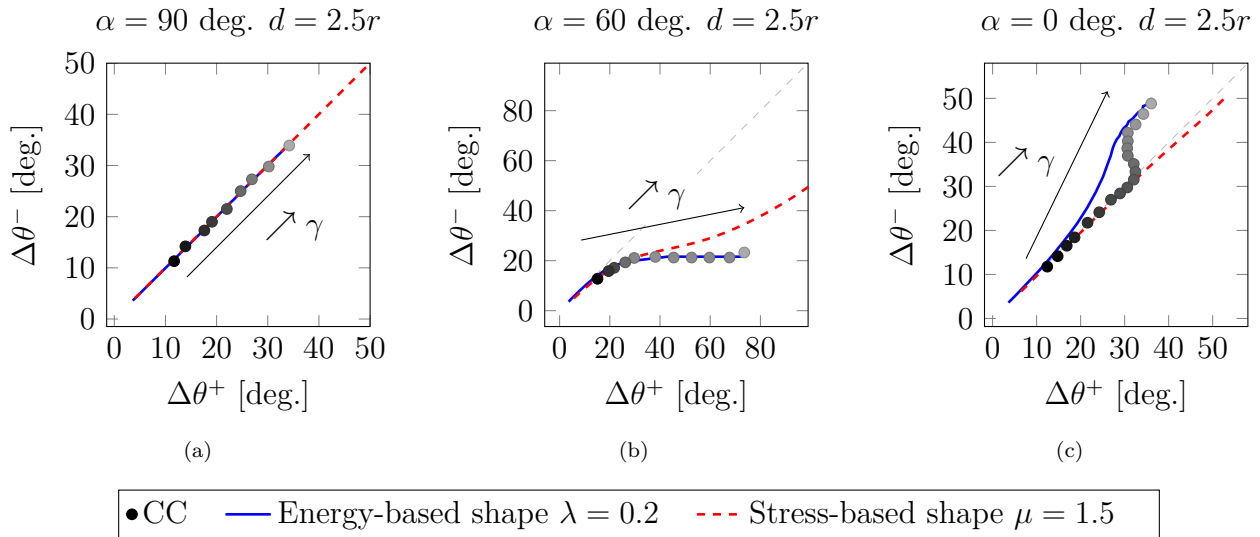 α = 90 deg. d = 2.5r
50
40
30
20
10
0
0 10 20 30 40 50
Δθ⁻ [deg.]
Δθ⁺ [deg.]
↗ γ
(a)
α = 60 deg. d = 2.5r
80
60
40
20
0
0 20 40 60 80
Δθ⁻ [deg.]
Δθ⁺ [deg.]
↗ γ
(b)
α = 0 deg. d = 2.5r
50
40
30
20
10
0
0 10 20 30 40 50
Δθ⁻ [deg.]
Δθ⁺ [deg.]
↗ γ
(c)
CC Energy-based shape λ = 0.2 Stress-based shape μ = 1.5